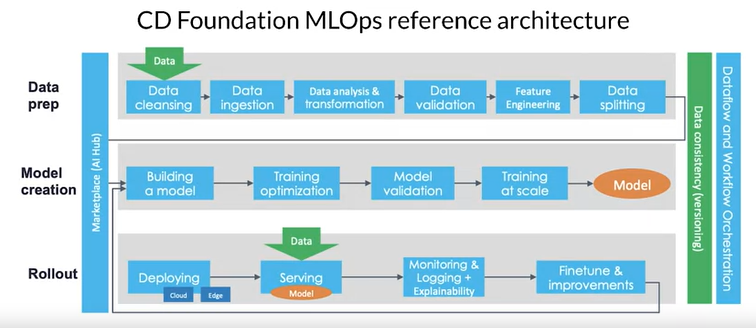 CD Foundation MLOps reference architecture
Data
prep
Data
Data
cleansing
Data
ingestion
Data analysis &
transformation
Data
validation
Feature
Engineering
Data
splitting
Model
creation
Building
a model
Training
optimization
Model
validation
Training
at scale
Model
Rollout
Data
Deploying
Cloud
Edge
Serving
Model
Monitoring &
Logging +
Explainability
Finetune &
improvements
Marketplace (AI Hub)
Data consistency (versioning)
Dataflow and Workflow Orchestration